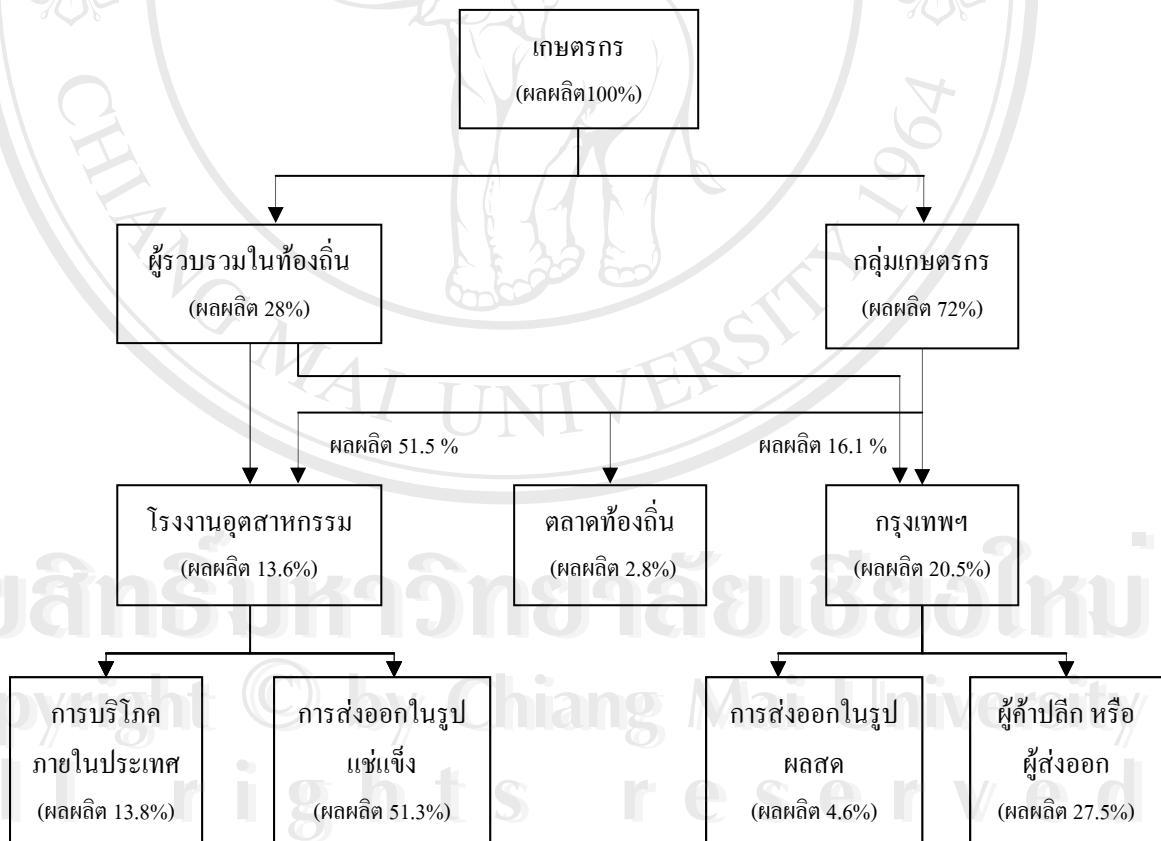 เกษตรกร
(ผลผลิต100%)
ผู้รวบรวมในท้องถิ่น
(ผลผลิต 28%)
กลุ่มเกษตรกร
(ผลผลิต 72%)
CHIANG MAI UNIVERSITY 1964
ผลผลิต 51.5 %
ผลผลิต 16.1 %
โรงงานอุตสาหกรรม
(ผลผลิต 13.6%)
ตลาดท้องถิ่น
(ผลผลิต 2.8%)
กรุงเทพฯ
(ผลผลิต 20.5%)
ยสิทธิ์มหาวิทยาลัยเชียงใหม่
การบริโภค
ภายในประเทศ
(ผลผลิต 13.8%)
การส่งออกในรูป
แช่แข็ง
(ผลผลิต 51.3%)
การส่งออกในรูป
ผลสด
(ผลผลิต 4.6%)
ผู้ค้าปลีก หรือ
ผู้ส่งออก
(ผลผลิต 27.5%)
opyright © by Chiang Mai University
ll rights reserved